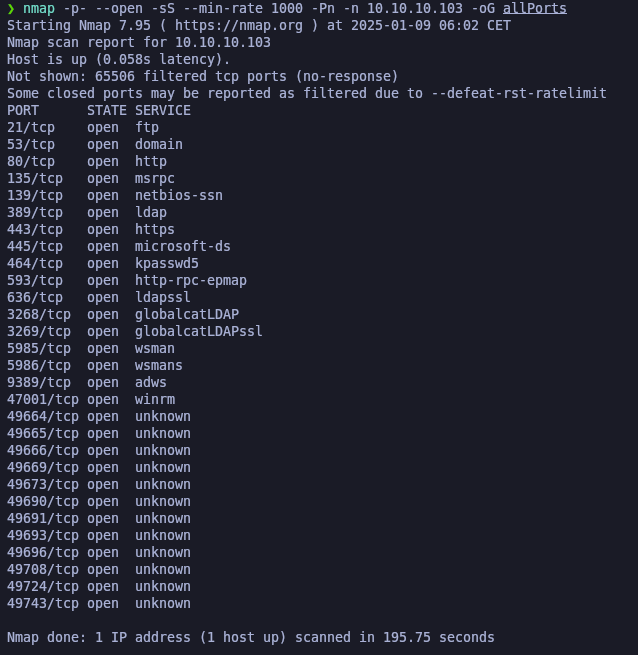 ❯ nmap -p- --open -sS --min-rate 1000 -Pn -n 10.10.10.103 -oG allPorts
Starting Nmap 7.95 ( https://nmap.org ) at 2025-01-09 06:02 CET
Nmap scan report for 10.10.10.103
Host is up (0.058s latency).
Not shown: 65506 filtered tcp ports (no-response)
Some closed ports may be reported as filtered due to --defeat-rst-ratelimit
PORT      STATE SERVICE
21/tcp    open  ftp
53/tcp    open  domain
80/tcp    open  http
135/tcp   open  msrpc
139/tcp   open  netbios-ssn
389/tcp   open  ldap
443/tcp   open  https
445/tcp   open  microsoft-ds
464/tcp   open  kpasswd5
593/tcp   open  http-rpc-epmap
636/tcp   open  ldapssl
3268/tcp  open  globalcatLDAP
3269/tcp  open  globalcatLDAPssl
5985/tcp  open  wsman
5986/tcp  open  wsmans
9389/tcp  open  adws
47001/tcp open  winrm
49664/tcp open  unknown
49665/tcp open  unknown
49666/tcp open  unknown
49669/tcp open  unknown
49673/tcp open  unknown
49690/tcp open  unknown
49691/tcp open  unknown
49693/tcp open  unknown
49696/tcp open  unknown
49708/tcp open  unknown
49724/tcp open  unknown
49743/tcp open  unknown
Nmap done: 1 IP address (1 host up) scanned in 195.75 seconds